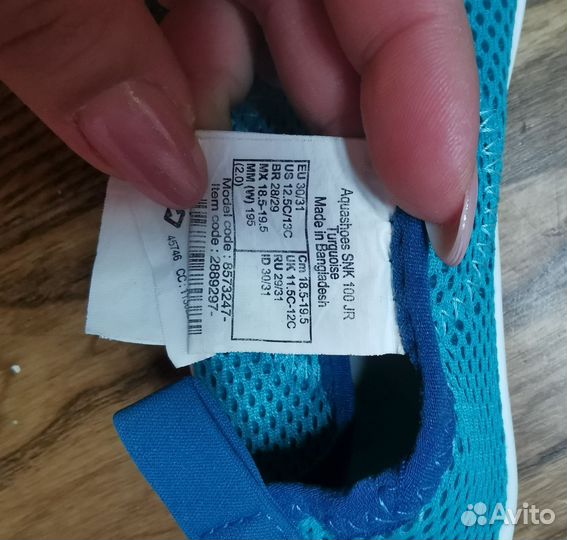 Aquashoes SNK 100 JR
Turquoise
Made in Bangladesh
EU 30/31 Cm 18.5-19.5
US 12.5C/13C UK 11.5C-12C
BR 28/29 RU 29/31
MX 18.5-19.5 ID 30/31
MM (W) 195
(2.0)
Model code : 8573247-
Item code : 2889297-
Avito